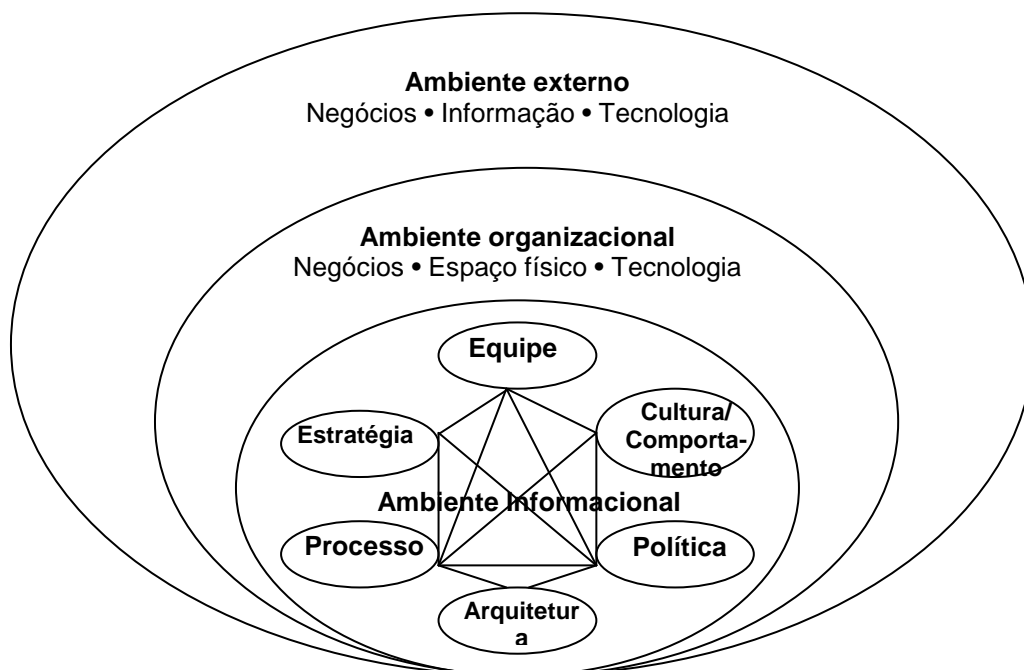 Ambiente externo
Negócios • Informação • Tecnologia
Ambiente organizacional
Negócios • Espaço físico • Tecnologia
Equipe
Estratégia
Cultura/
Comporta-
mento
Ambiente Informacional
Processo
Política
Arquitetur
a